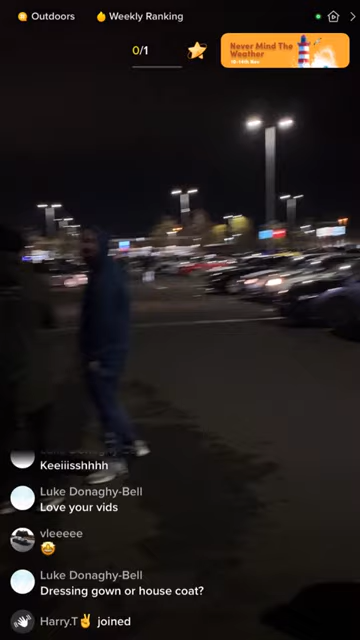 Outdoors
Weekly Ranking
0/1
Never Mind The
Weather
Keeiiisshhhh
Luke Donaghy-Bell
Love your vids
vleeeee
🤩
Luke Donaghy-Bell
Dressing gown or house coat?
Harry.T✌ joined